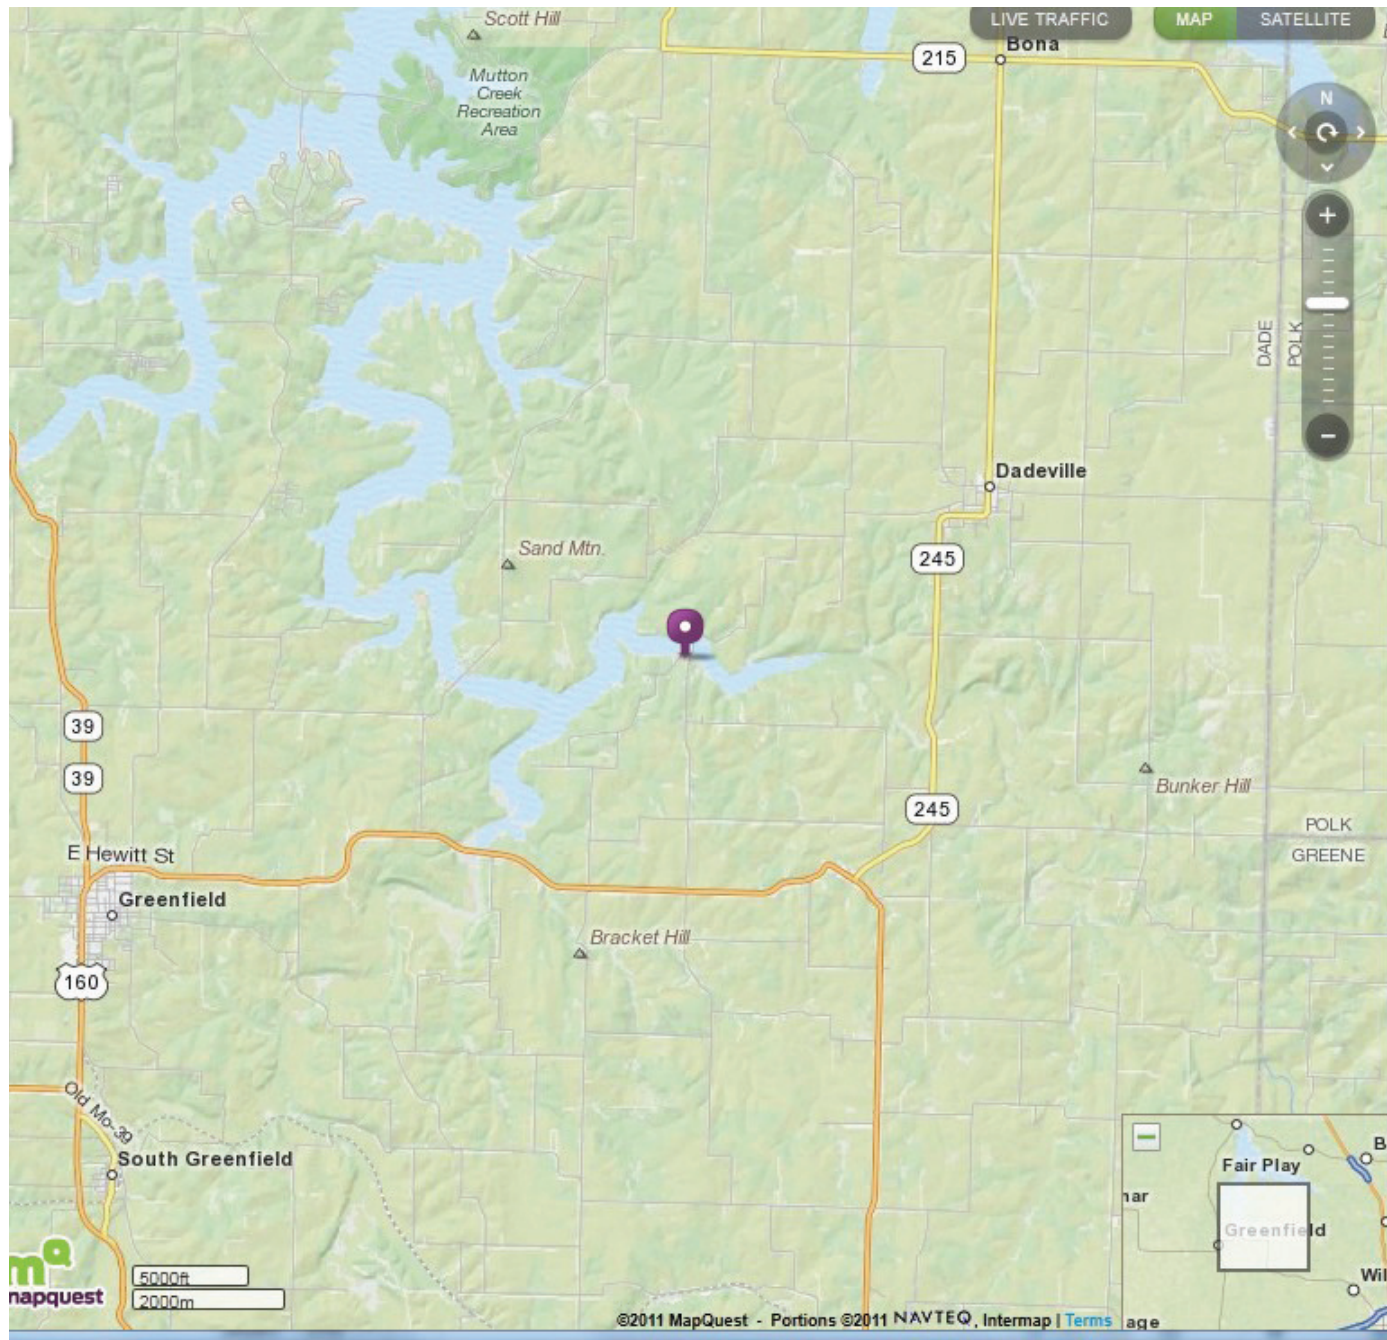 Scott Hill
LIVE TRAFFIC
MAP
SATELLITE
215
Bona
Mutton
Creek
Recreation
Area
N
+
DADE
POLK
−
Dadeville
245
Sand Mtn.
39
39
Bunker Hill
245
POLK
GREENE
E Hewitt St
Greenfield
Bracket Hill
160
Old Mo-39
South Greenfield
Fair Play
Greenfield
mq
mapquest
5000ft
2000m
©2011 MapQuest - Portions ©2011 NAVTEQ, Intermap | Terms